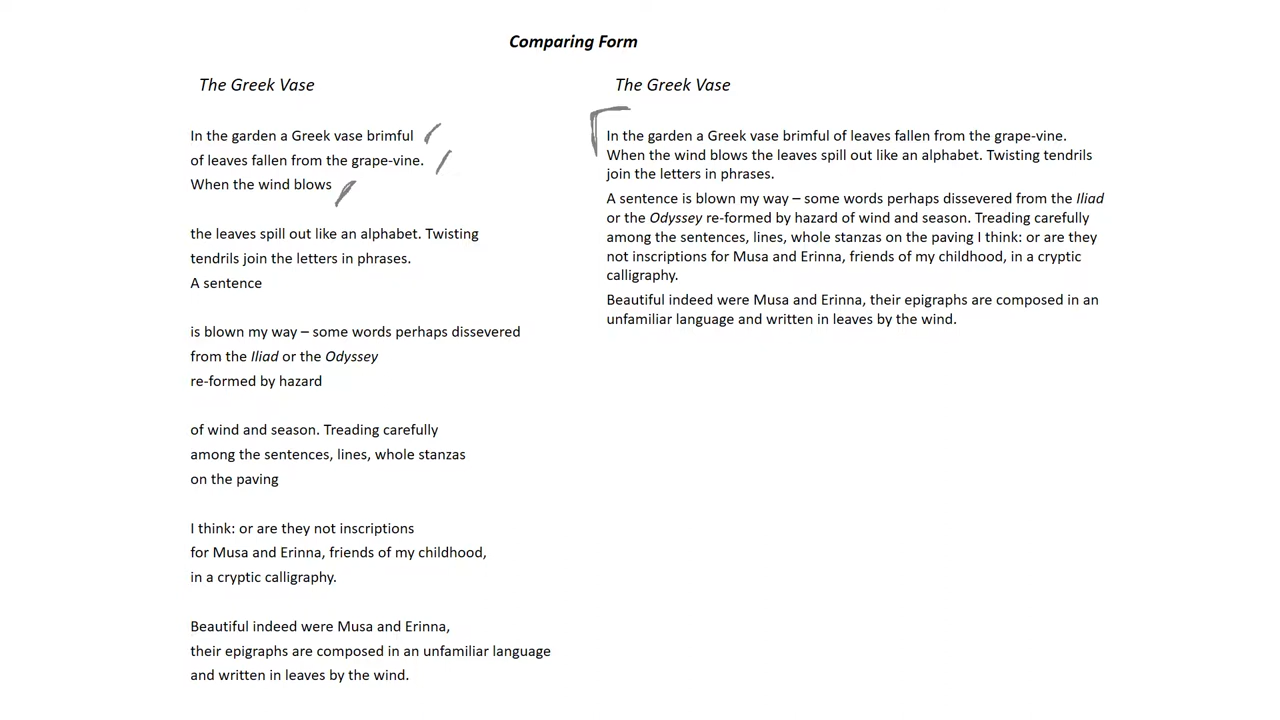 Comparing Form
The Greek Vase
In the garden a Greek vase brimful
of leaves fallen from the grape-vine.
When the wind blows
the leaves spill out like an alphabet. Twisting
tendrils join the letters in phrases.
A sentence
is blown my way – some words perhaps dissevered
from the Iliad or the Odyssey
re-formed by hazard
of wind and season. Treading carefully
among the sentences, lines, whole stanzas
on the paving
I think: or are they not inscriptions
for Musa and Erinna, friends of my childhood,
in a cryptic calligraphy.
Beautiful indeed were Musa and Erinna,
their epigraphs are composed in an unfamiliar language
and written in leaves by the wind.
The Greek Vase
In the garden a Greek vase brimful of leaves fallen from the grape-vine.
When the wind blows the leaves spill out like an alphabet. Twisting tendrils
join the letters in phrases.
A sentence is blown my way – some words perhaps dissevered from the Iliad
or the Odyssey re-formed by hazard of wind and season. Treading carefully
among the sentences, lines, whole stanzas on the paving I think: or are they
not inscriptions for Musa and Erinna, friends of my childhood, in a cryptic
calligraphy.
Beautiful indeed were Musa and Erinna, their epigraphs are composed in an
unfamiliar language and written in leaves by the wind.